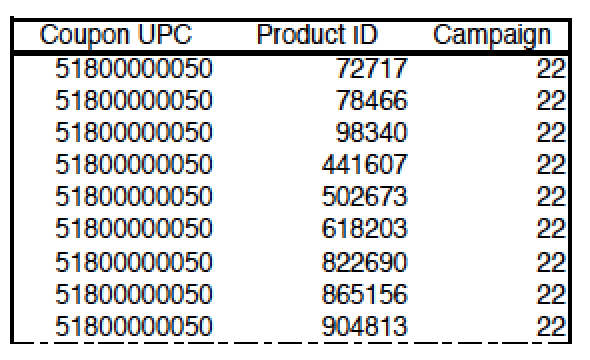 Coupon UPC Product ID Campaign
51800000050 72717 22
51800000050 78466 22
51800000050 98340 22
51800000050 441607 22
51800000050 502673 22
51800000050 618203 22
51800000050 822690 22
51800000050 865156 22
51800000050 904813 22